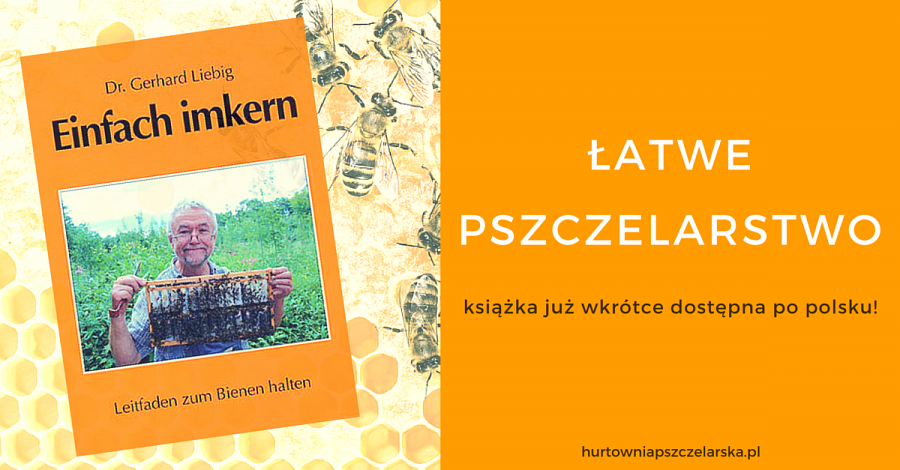 Dr. Gerhard Liebig
Einfach imkern
Leitfaden zum Bienen halten
ŁATWE
PSZCZELARSTWO
książka już wkrótce dostępna po polsku!
hurtowniapszczelarska.pl